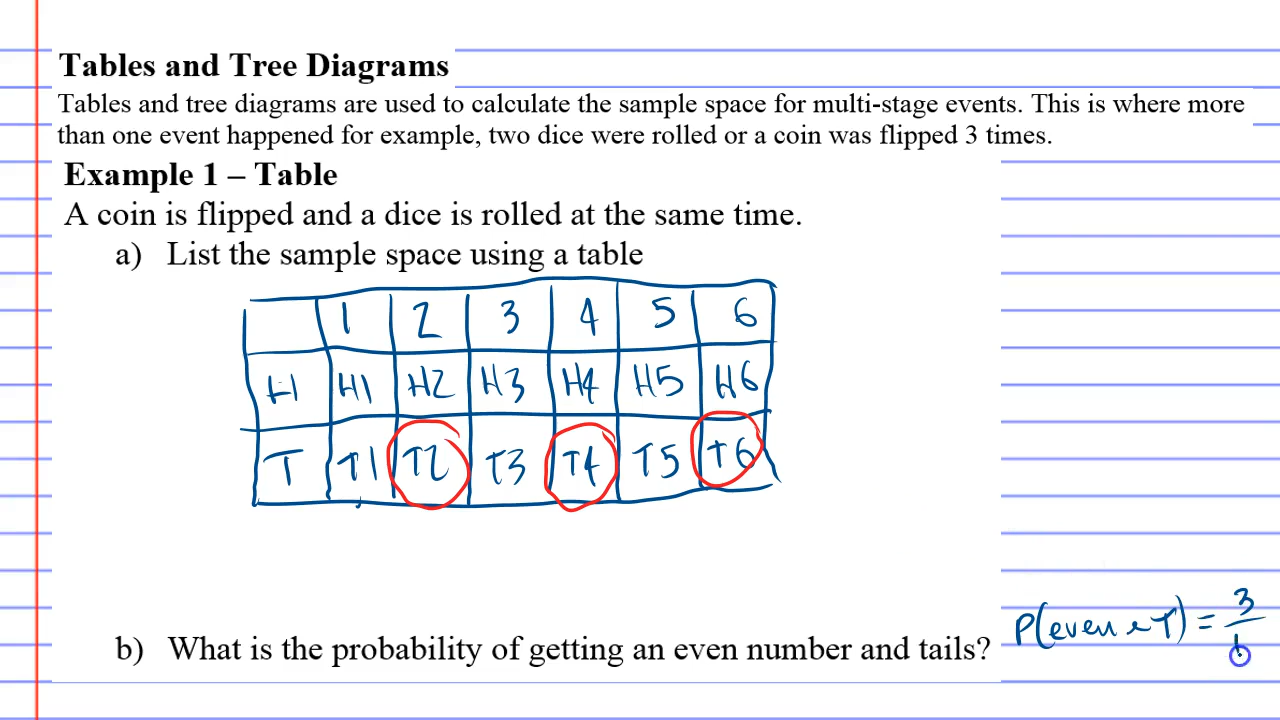 Tables and Tree Diagrams
Tables and tree diagrams are used to calculate the sample space for multi-stage events. This is where more
than one event happened for example, two dice were rolled or a coin was flipped 3 times.
Example 1 – Table
A coin is flipped and a dice is rolled at the same time.
a) List the sample space using a table
1 2 3 4 5 6
H H1 H2 H3 H4 H5 H6
T T1 T2 T3 T4 T5 T6
b) What is the probability of getting an even number and tails?
P(even e T) = 3/1